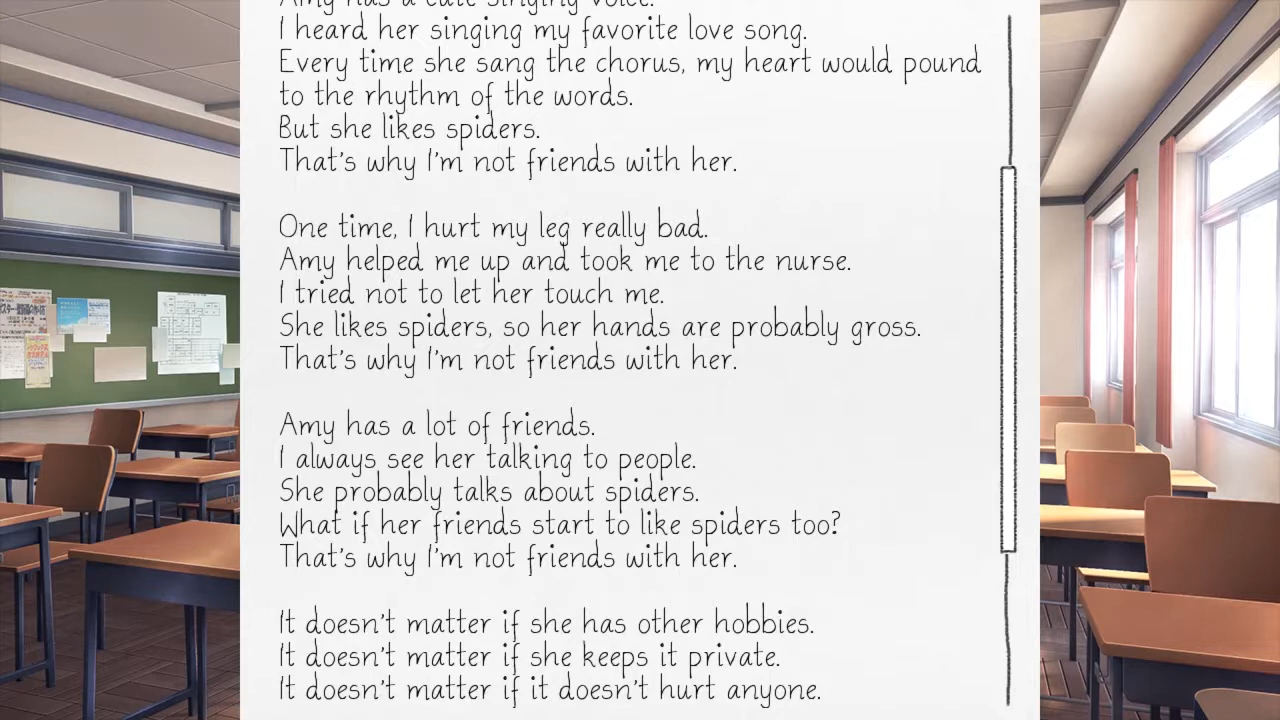 Amy has a cute singing voice.
I heard her singing my favorite love song.
Every time she sang the chorus, my heart would pound
to the rhythm of the words.
But she likes spiders.
That's why I'm not friends with her.
One time, I hurt my leg really bad.
Amy helped me up and took me to the nurse.
I tried not to let her touch me.
She likes spiders, so her hands are probably gross.
That's why I'm not friends with her.
Amy has a lot of friends.
I always see her talking to people.
She probably talks about spiders.
What if her friends start to like spiders too?
That's why I'm not friends with her.
It doesn't matter if she has other hobbies.
It doesn't matter if she keeps it private.
It doesn't matter if it doesn't hurt anyone.